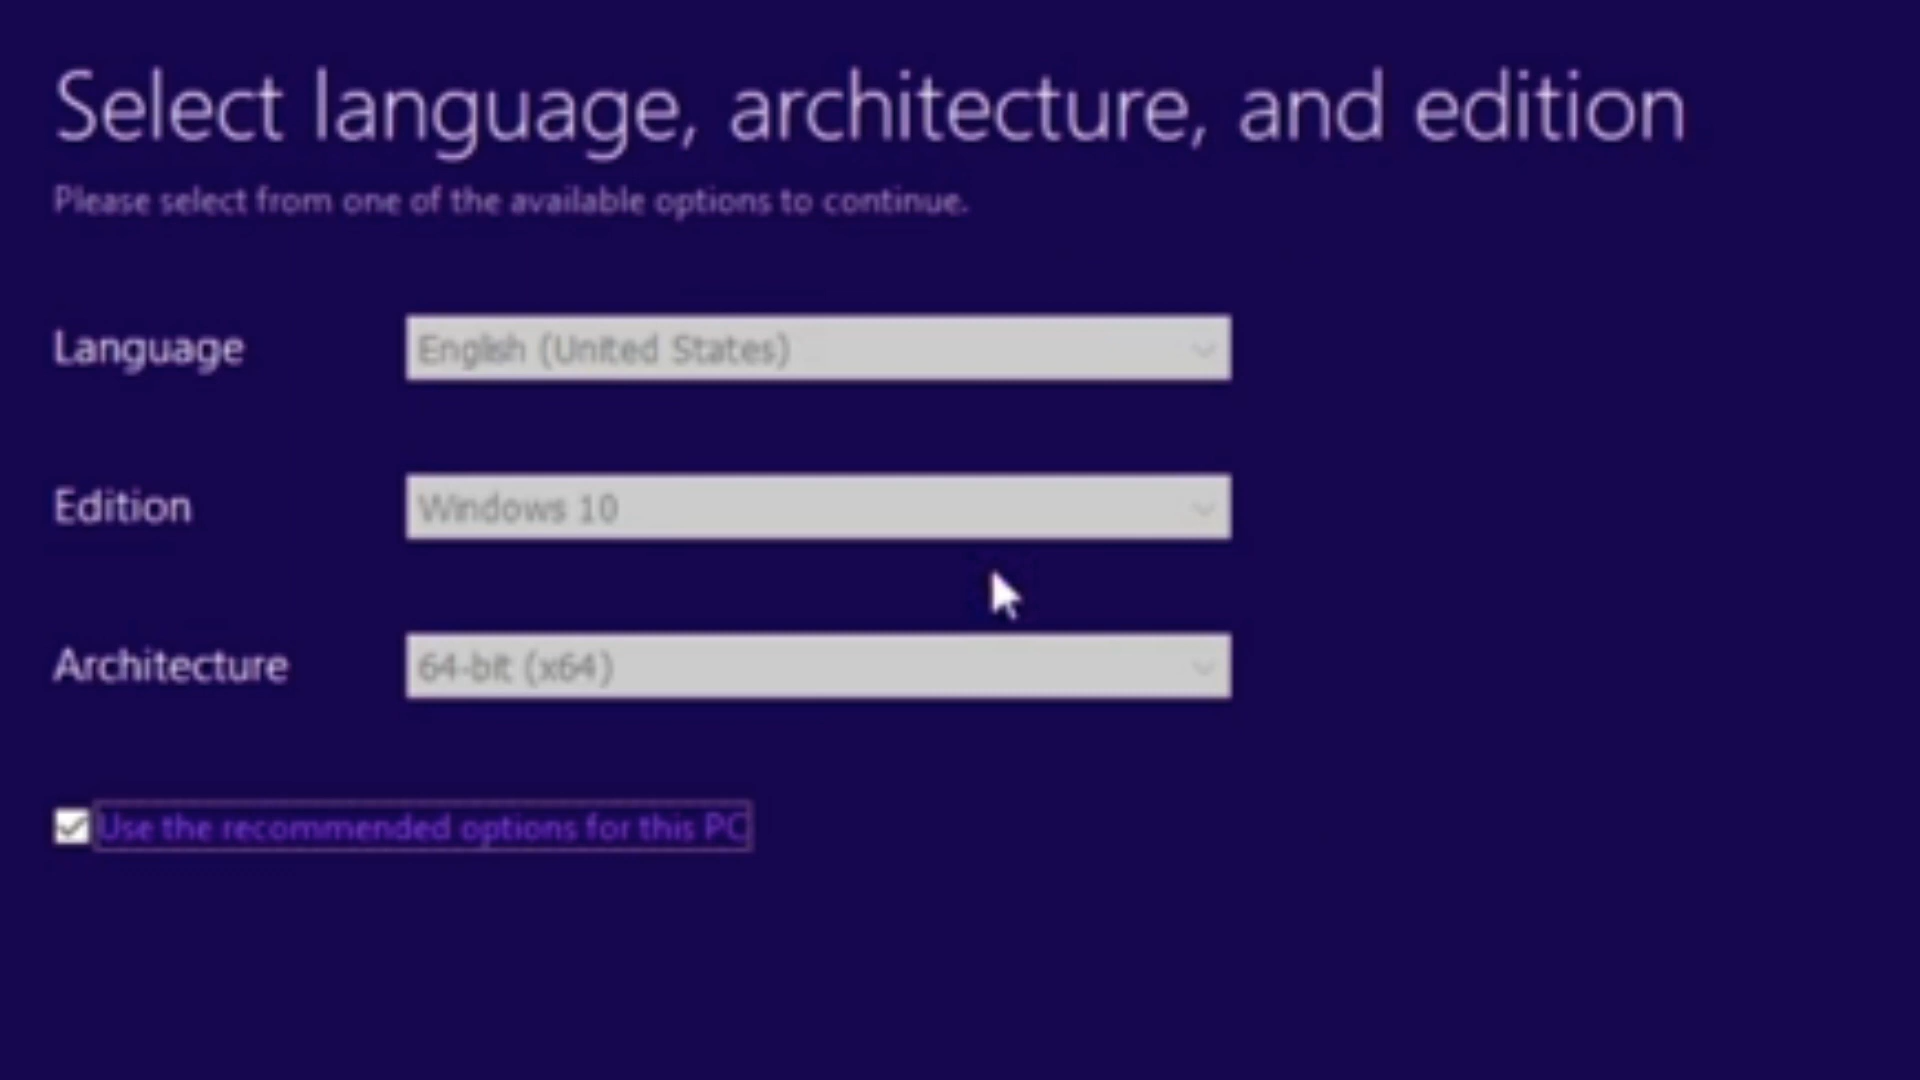 Select language, architecture, and edition
Please select from one of the available options to continue.
Language English (United States)
Edition Windows 10
Architecture 64-bit (x64)
Use the recommended options for this PC